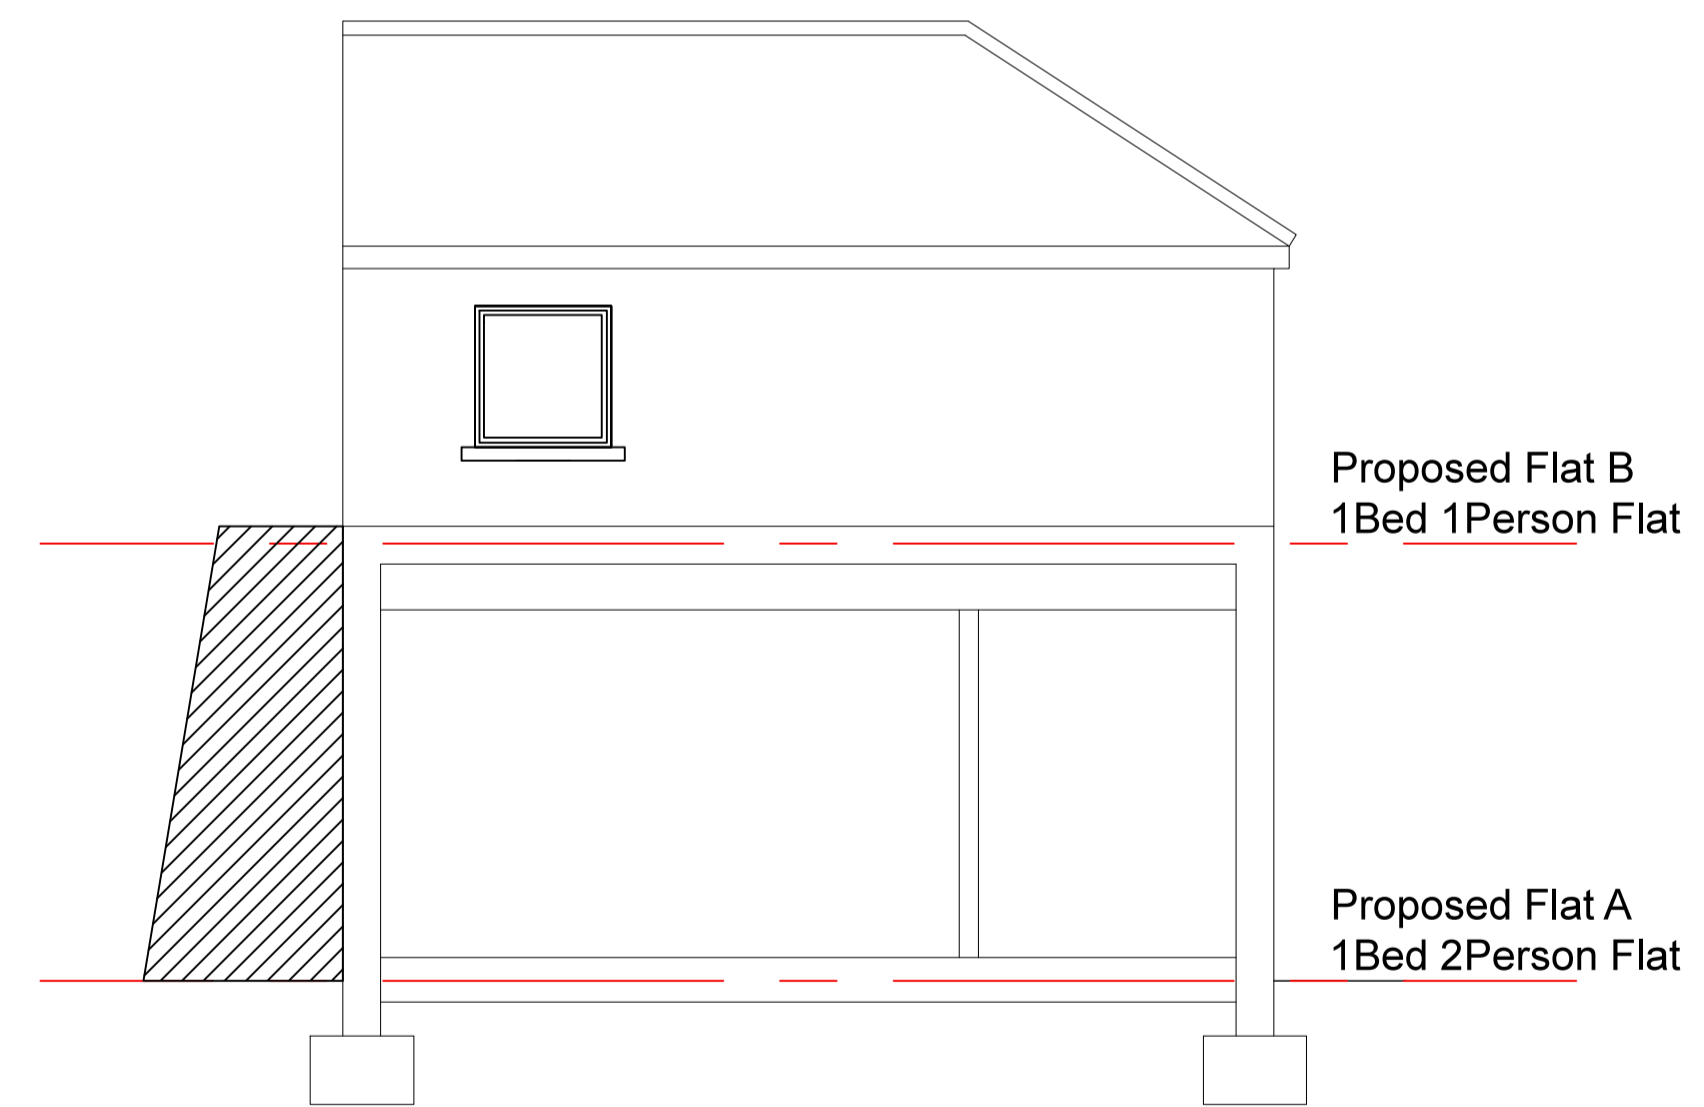 Proposed Flat B
1Bed 1Person Flat
Proposed Flat A
1Bed 2Person Flat